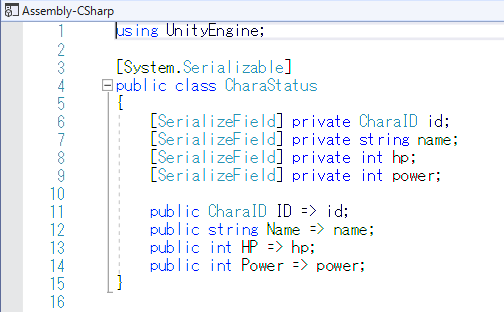 Assembly-CSharp
1 using UnityEngine;
2
3 [System.Serializable]
4 public class CharaStatus
5 {
6 [SerializeField] private CharaID id;
7 [SerializeField] private string name;
8 [SerializeField] private int hp;
9 [SerializeField] private int power;
10
11 public CharaID ID => id;
12 public string Name => name;
13 public int HP => hp;
14 public int Power => power;
15 }
16